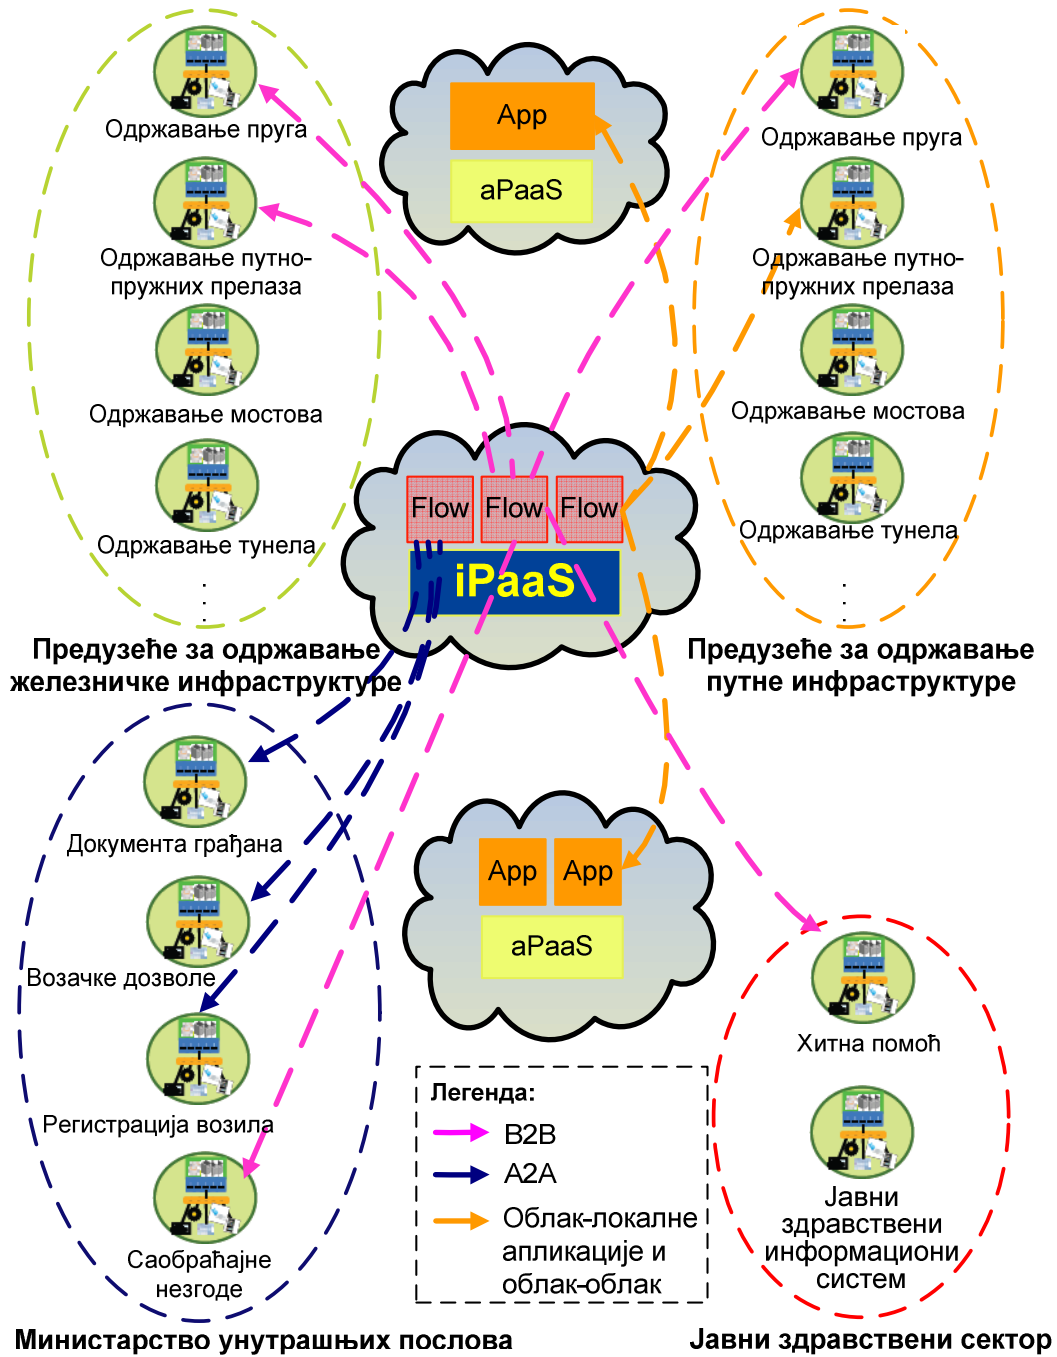 Одржавање пруга
Одржавање путно-
пружних прелаза
Одржавање мостова
Одржавање тунела
Предузеће за одржавање
железничке инфраструктуре
App
aPaaS
Одржавање пруга
Одржавање путно-
пружних прелаза
Одржавање мостова
Одржавање тунела
Предузеће за одржавање
путне инфраструктуре
Flow Flow Flow
iPaaS
Документа грађана
Возачке дозволе
Регистрација возила
Саобраћајне
незгоде
Министарство унутрашњих послова
App App
aPaaS
Легенда:
B2B
A2A
Облак-локалне
апликације и
облак-облак
Хитна помоћ
Јавни
здравствени
информациони
систем
Јавни здравствени сектор